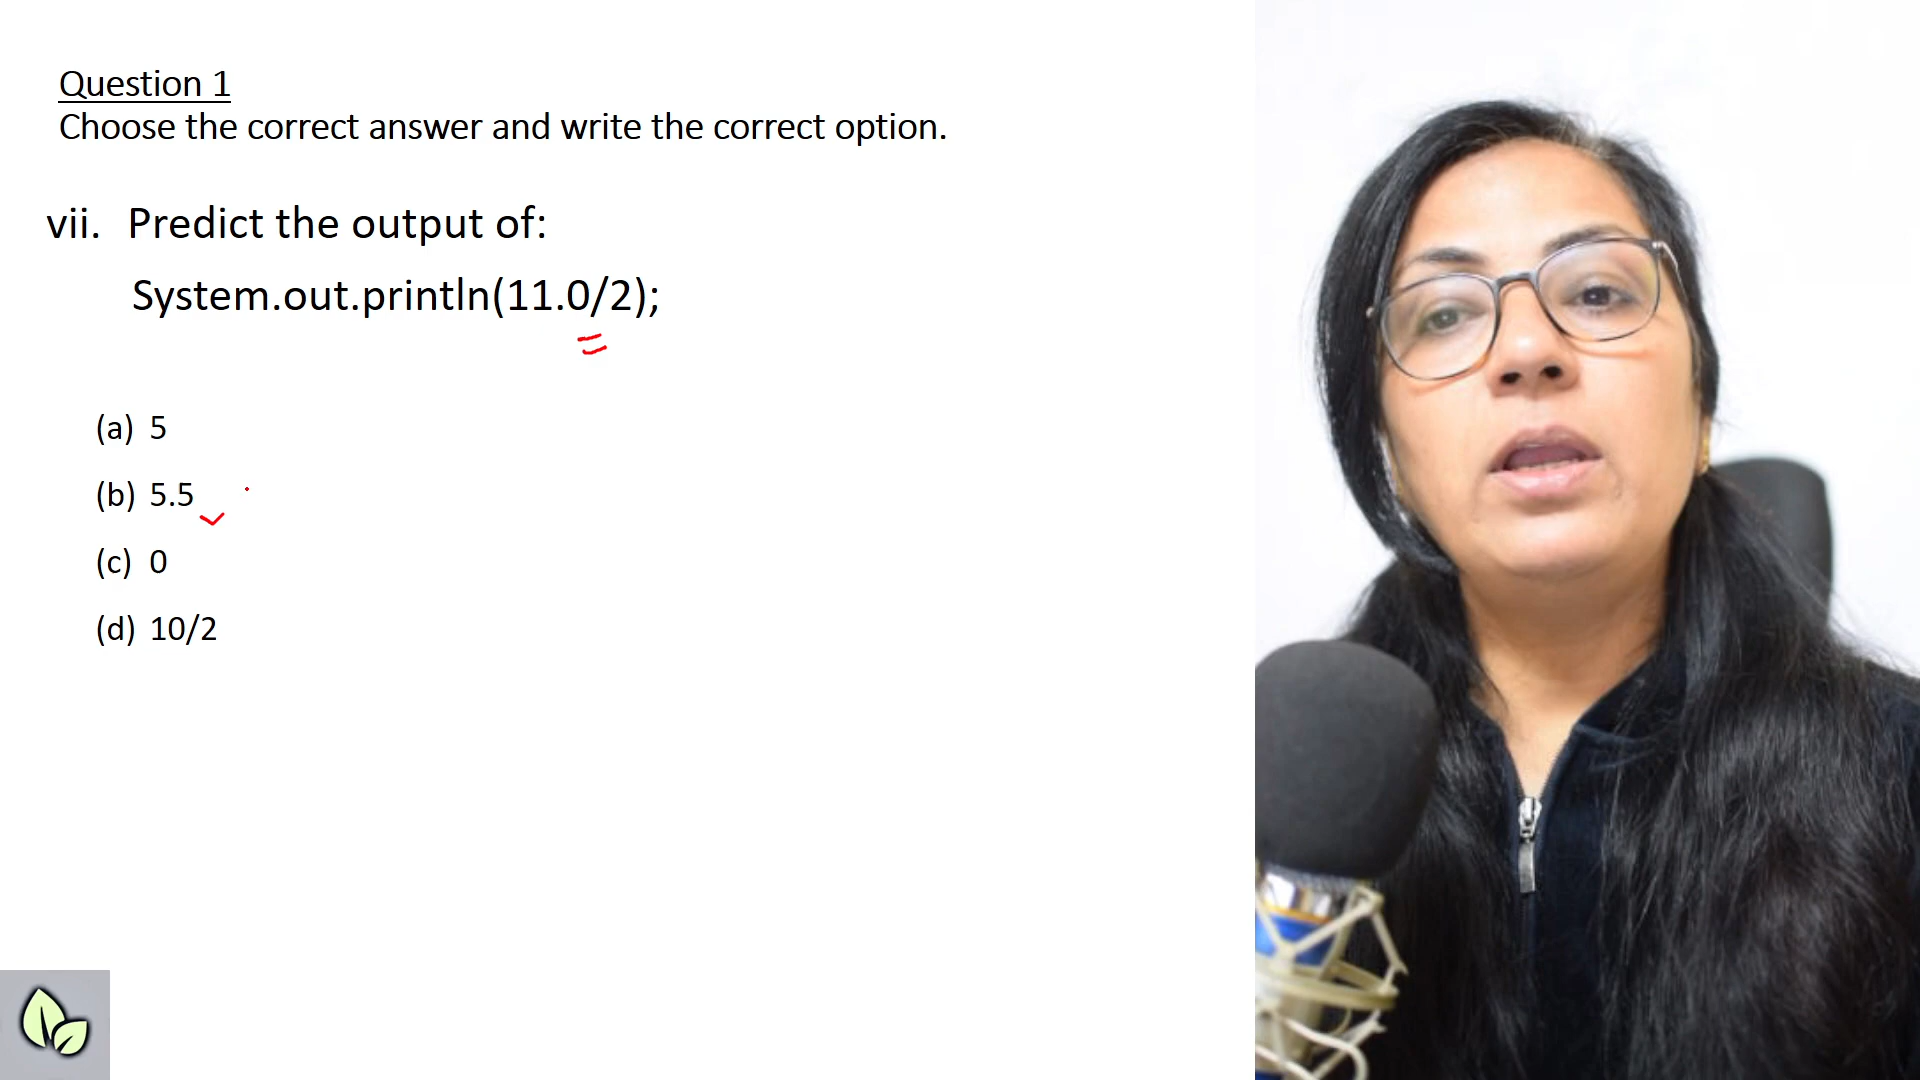 Question 1
Choose the correct answer and write the correct option.
vii. Predict the output of:
System.out.println(11.0/2);
(a) 5
(b) 5.5
(c) 0
(d) 10/2